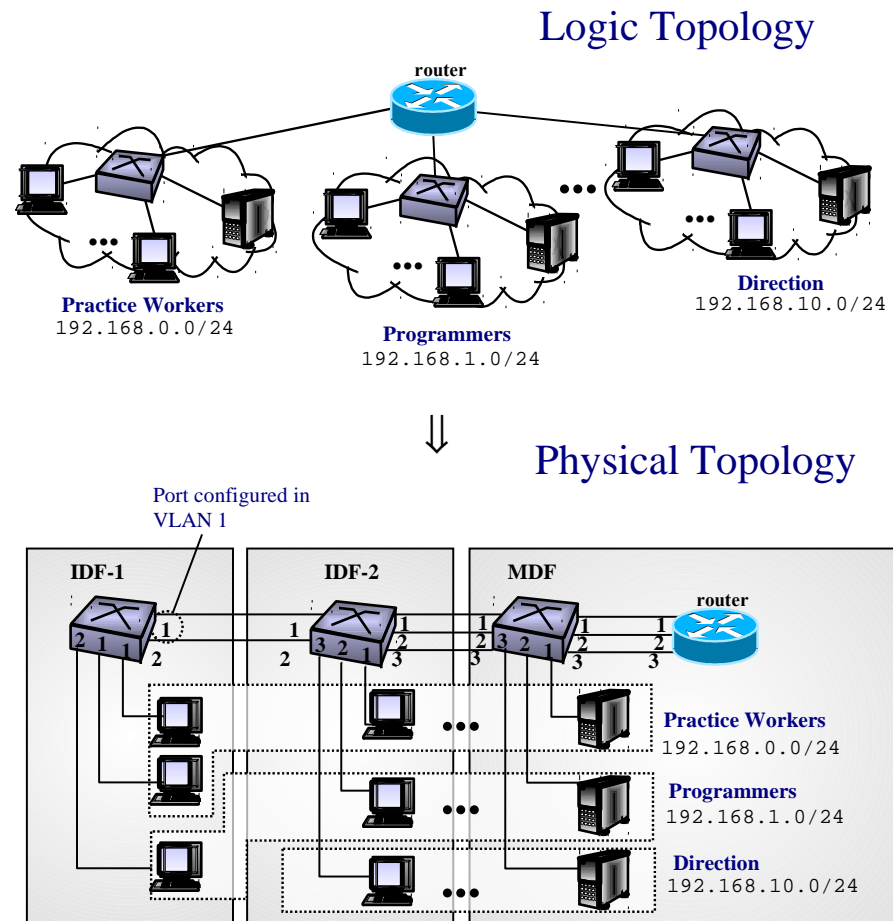 Logic Topology
router
Practice Workers
192.168.0.0/24
Programmers
192.168.1.0/24
Direction
192.168.10.0/24
Physical Topology
Port configured in
VLAN 1
IDF-1
IDF-2
MDF
router
2 1 1
1
2
1
2
3 2 1
1
2
3
1
2
3
3 2 1
1
2
3
1
2
3
Practice Workers
192.168.0.0/24
Programmers
192.168.1.0/24
Direction
192.168.10.0/24